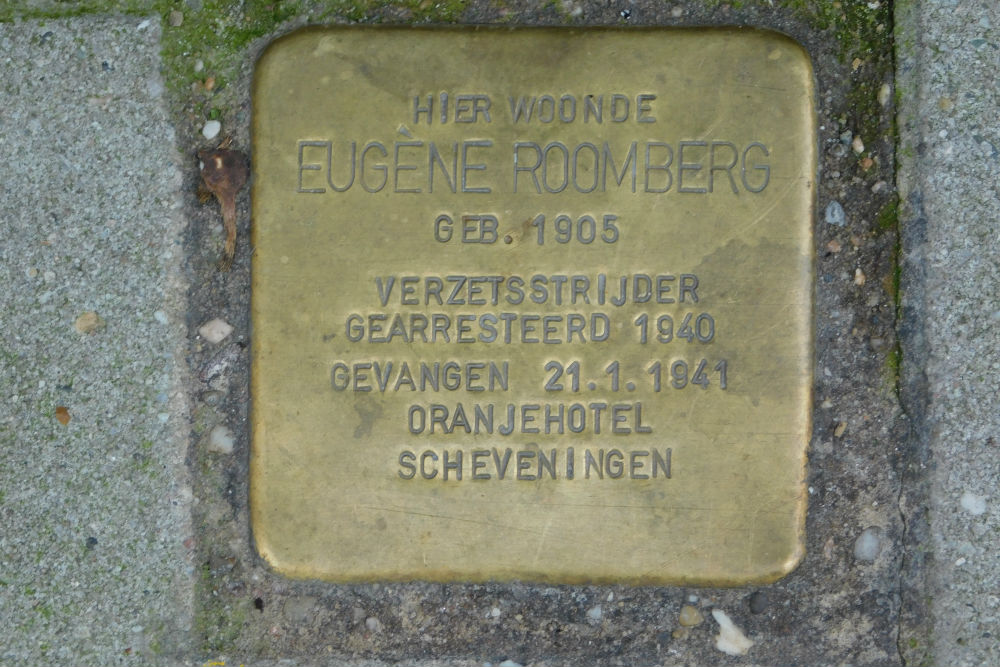 HIER WOONDE
EUGÈNE ROOMBERG
GEB. 1905
VERZETSSTRIJDER
GEARRESTEERD 1940
GEVANGEN 21.1.1941
ORANJEHOTEL
SCHEVENINGEN